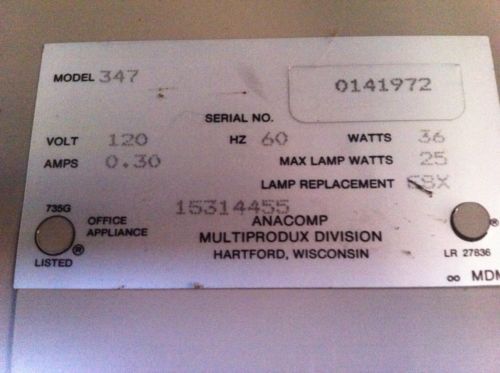 MODEL 347
0141972
SERIAL NO.
VOLT 120 HZ 60 WATTS 36
AMPS 0.30 MAX LAMP WATTS 25
LAMP REPLACEMENT
15314455
735G
OFFICE
APPLIANCE
LISTED
®
ANACOMP
MULTIPRODUX DIVISION
HARTFORD, WISCONSIN
®
LR 27836
∞ MDM